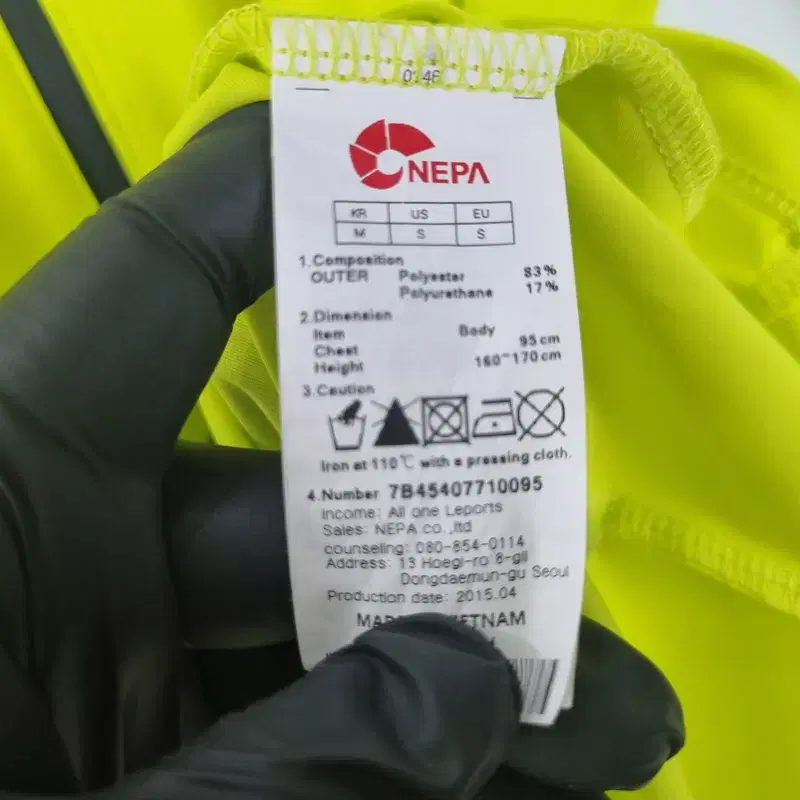 NEPA
KR US EU
M S S
1.Composition
OUTER Polyester 83%
Polyurethane 17%
2.Dimension
Item Body
Chest 95cm
Height 160~170cm
3.Caution
Iron at 110℃ with a pressing cloth.
4.Number 7B45407710095
Income: All one Leports
Sales: NEPA co.,ltd
counseling: 080-854-0114
Address: 13 Hoegi-ro 8-gil
Dongdaemun-gu Seoul
Production date: 2015.04